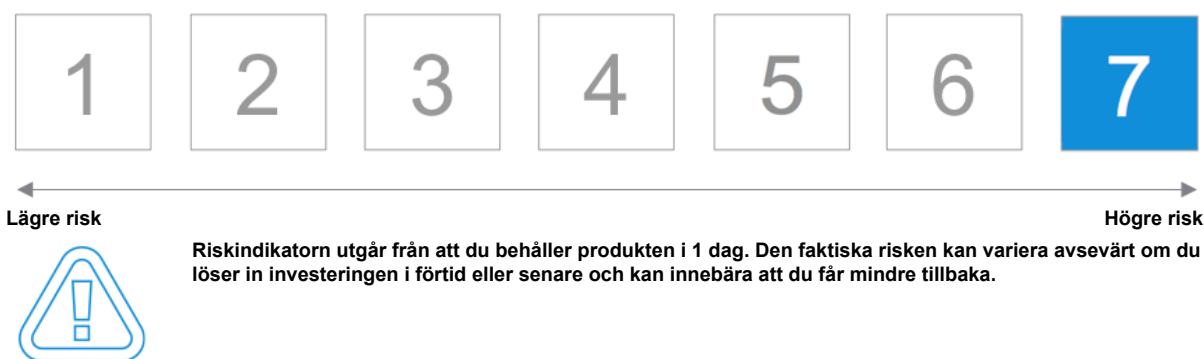 1 2 3 4 5 6 7
Lägre risk Högre risk
Riskindikatorn utgår från att du behåller produkten i 1 dag. Den faktiska risken kan variera avsevärt om du
löser in investeringen i förtid eller senare och kan innebära att du får mindre tillbaka.